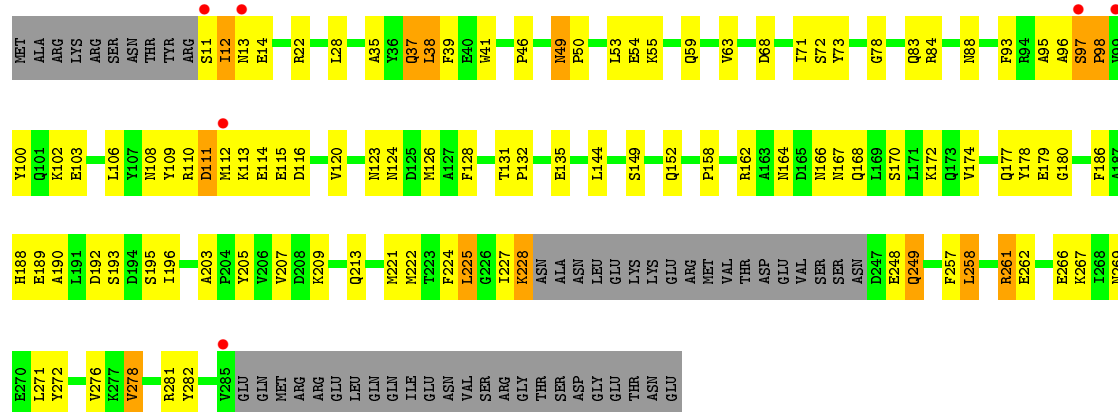 MET ALA ARG LYS ARG SER ASN THR TYR ARG S11 I12 N13 E14 R22 L28 A35 Y36 Q37 L38 F39 E40 W41 P46 N49 P50 L53 E54 K55 Q59 V63 D68 I71 S72 Y73 G78 Q83 R84 N88 F93 R94 A95 A96 S97 P98 V99
Y100 Q101 K102 E103 L106 Y107 N108 Y109 R110 D111 M112 K113 E114 E115 D116 V120 N123 N124 D125 M126 A127 F128 T131 P132 E135 L144 S149 Q152 P158 R162 A163 N164 D165 N166 N167 Q168 L169 S170 L171 K172 Q173 V174 Q177 Y178 E179 G180 F186 A187
H188 E189 A190 L191 D192 S193 D194 S195 I196 A203 P204 Y205 V206 V207 D208 K209 Q213 M221 M222 T223 F224 L225 G226 I227 K228 ASN ALA ASN LEU GLU LYS LYS GLU ARG MET VAL THR ASP GLU VAL SER SER ASN D247 E248 Q249 F257 L258 R261 E262 E266 K267 I268 N269
E270 L271 Y272 V276 K277 V278 R281 Y282 V285 GLU GLN MET ARG ARG GLU LEU GLN GLN ILE GLU ASN VAL SER ARG GLY THR SER ASP GLY GLU THR ASN GLU